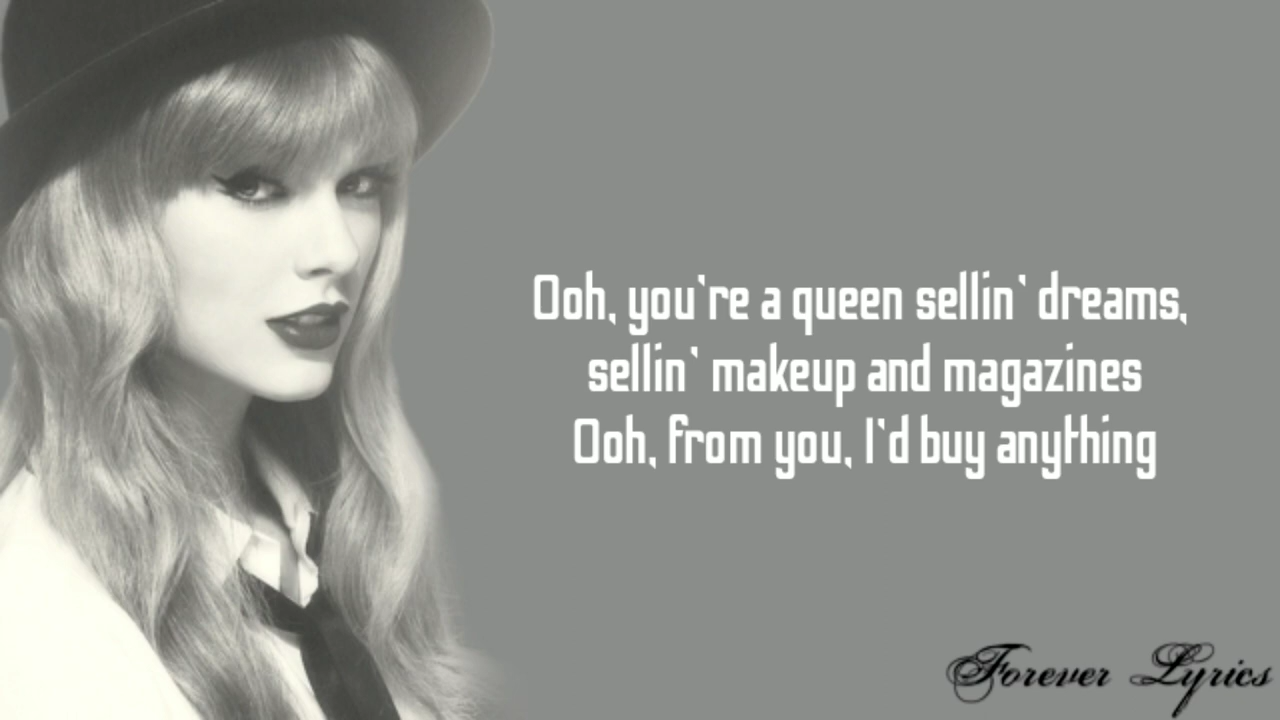 Ooh, you're a queen sellin' dreams,
sellin' makeup and magazines
Ooh, from you, I'd buy anything
Forever Lyrics